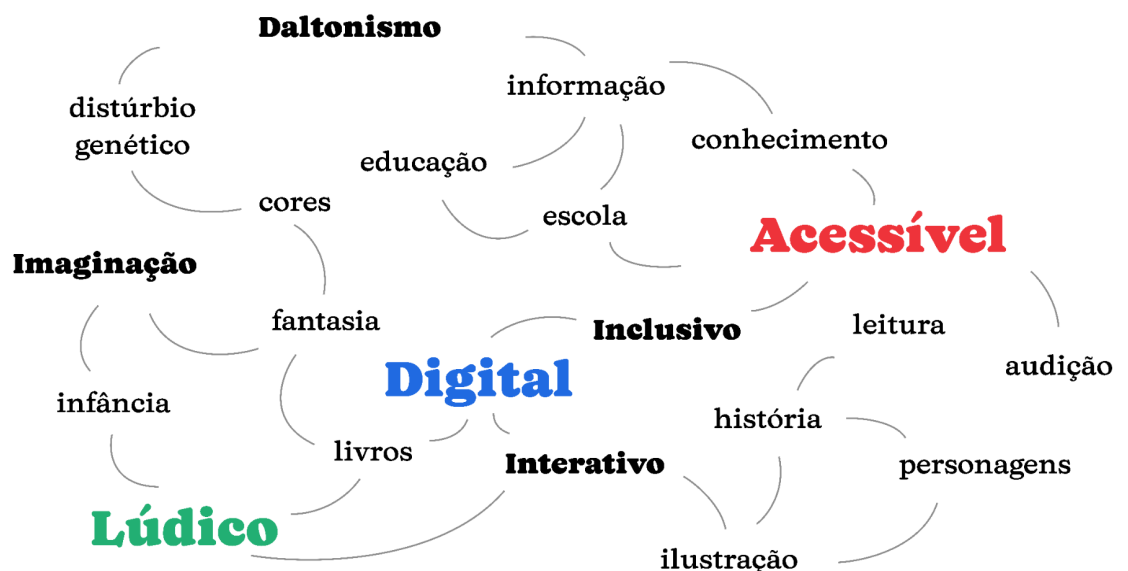 Daltonismo
informação
distúrbio
genético
conhecimento
educação
cores
escola
Acessível
Imaginação
fantasia
Inclusivo
leitura
audição
Digital
infância
história
livros
Interativo
personagens
Lúdico
ilustração